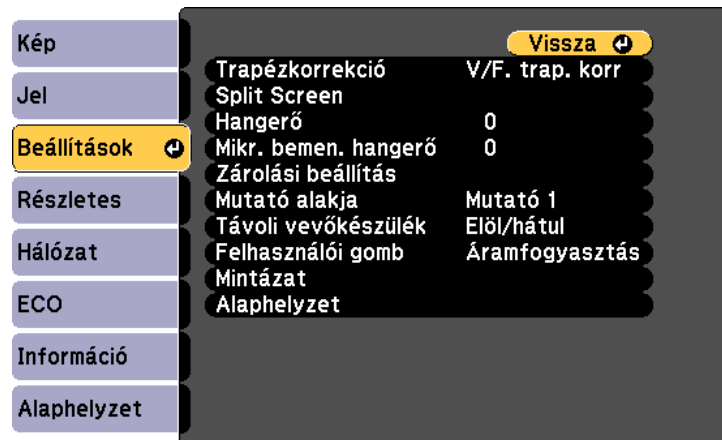 Kép
Jel
Beállítások
Részletes
Hálózat
ECO
Információ
Alaphelyzet
Vissza
Trapézkorrekció V/F. trap. korr
Split Screen
Hangerő 0
Mikr. bemen. hangerő 0
Zárolási beállítás
Mutató alakja Mutató 1
Távoli vevőkészülék Elöl/hátul
Felhasználói gomb Áramfogyasztás
Mintázat
Alaphelyzet